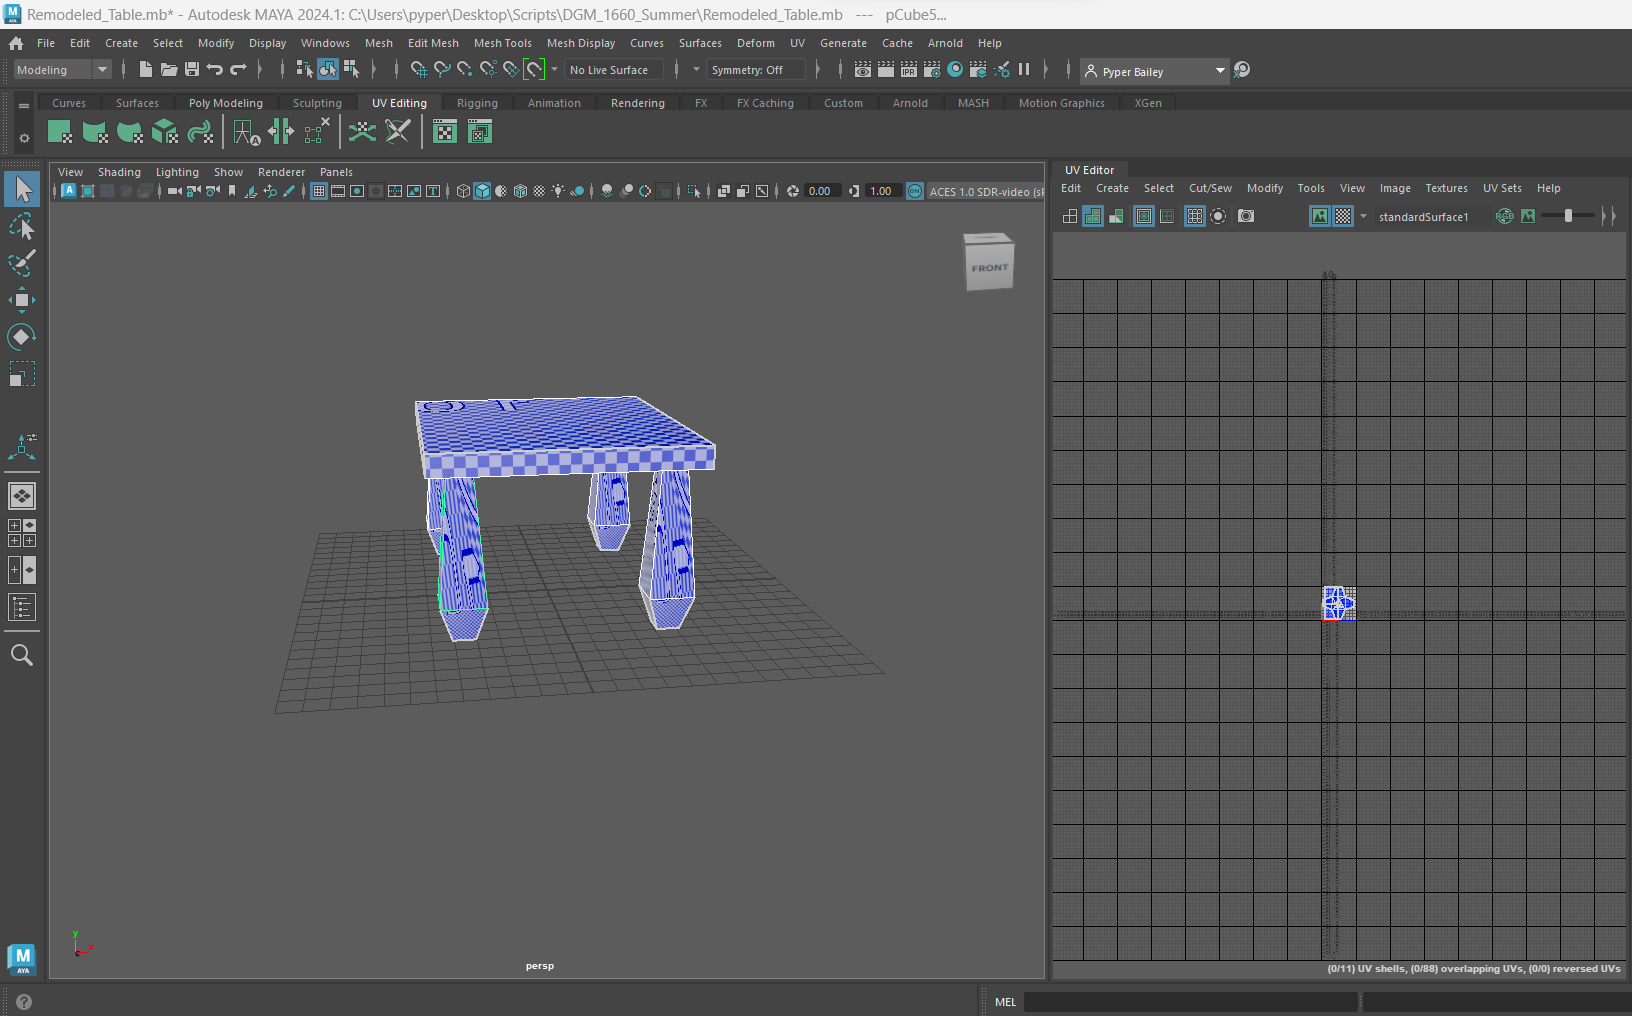 Remodeled_Table.mb* - Autodesk MAYA 2024.1: C:\Users\pyper\Desktop\Scripts\DGM_1660_Summer\Remodeled_Table.mb --- pCube5...
File Edit Create Select Modify Display Windows Mesh Edit Mesh Mesh Tools Mesh Display Curves Surfaces Deform UV Generate Cache Arnold Help
Modeling No Live Surface Symmetry: Off IPR Pyper Bailey
Curves Surfaces Poly Modeling Sculpting UV Editing Rigging Animation Rendering FX FX Caching Custom Arnold MASH Motion Graphics XGen
View Shading Lighting Show Renderer Panels
0.00 1.00 ON ACES 1.0 SDR-video (sF
UV Editor
Edit Create Select Cut/Sew Modify Tools View Image Textures UV Sets Help
standardSurface1 RGB
FRONT
y
x
persp
(0/11) UV shells, (0/88) overlapping UVs, (0/0) reversed UVs
M
AYA
MEL